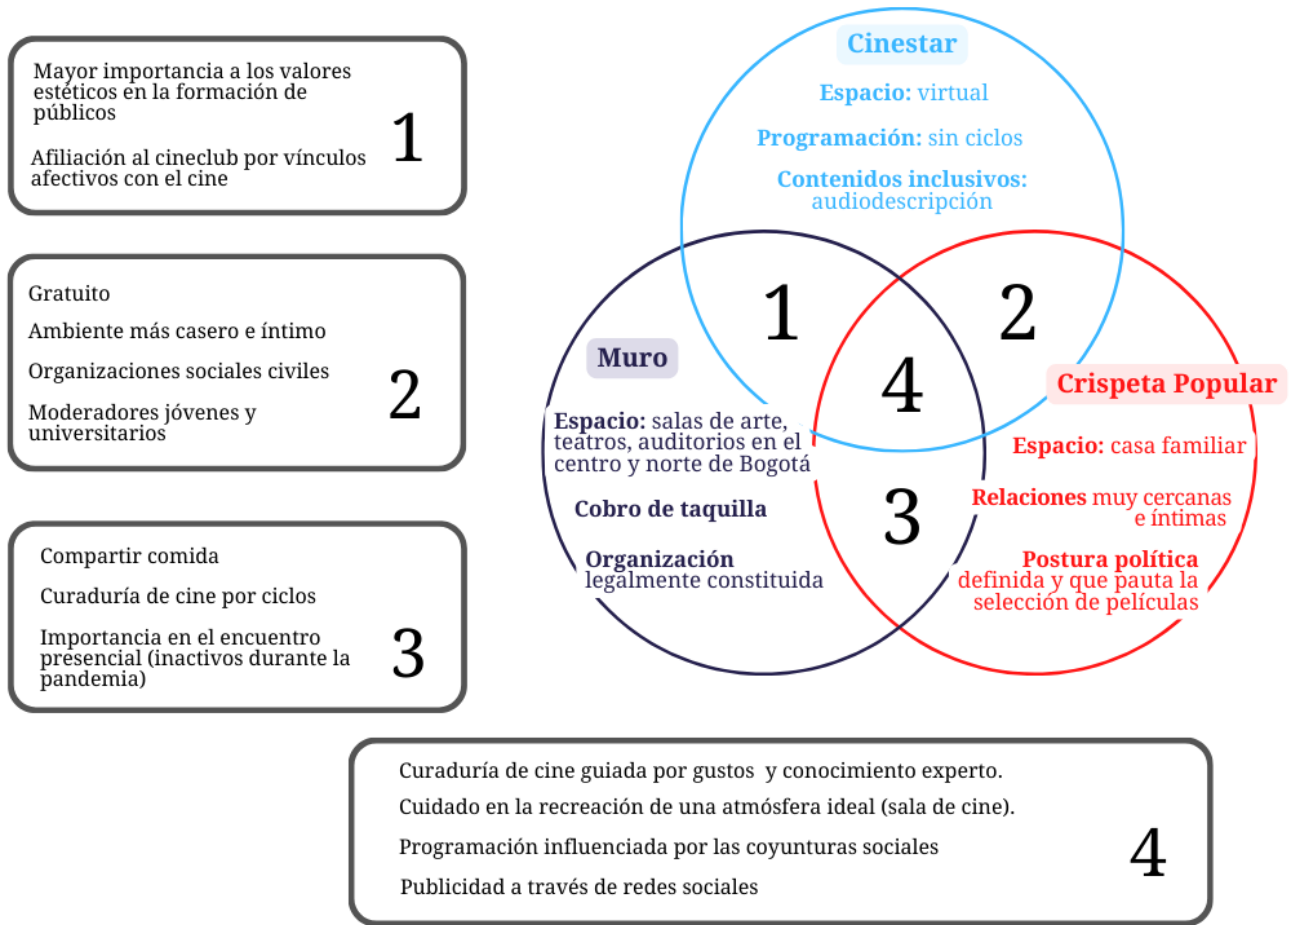 Mayor importancia a los valores
estéticos en la formación de
públicos
Afiliación al cineclub por vínculos
afectivos con el cine
1
Gratuito
Ambiente más casero e íntimo
Organizaciones sociales civiles
Moderadores jóvenes y
universitarios
2
Compartir comida
Curaduría de cine por ciclos
Importancia en el encuentro
presencial (inactivos durante la
pandemia)
3
Cinestar
Espacio: virtual
Programación: sin ciclos
Contenidos inclusivos:
audiodescripción
1
2
4
3
Muro
Espacio: salas de arte,
teatros, auditorios en el
centro y norte de Bogotá
Cobro de taquilla
Organización
legalmente constituida
Crispeta Popular
Espacio: casa familiar
Relaciones muy cercanas
e íntimas
Postura política
definida y que pauta la
selección de películas
Curaduría de cine guiada por gustos y conocimiento experto.
Cuidado en la recreación de una atmósfera ideal (sala de cine).
Programación influenciada por las coyunturas sociales
Publicidad a través de redes sociales
4